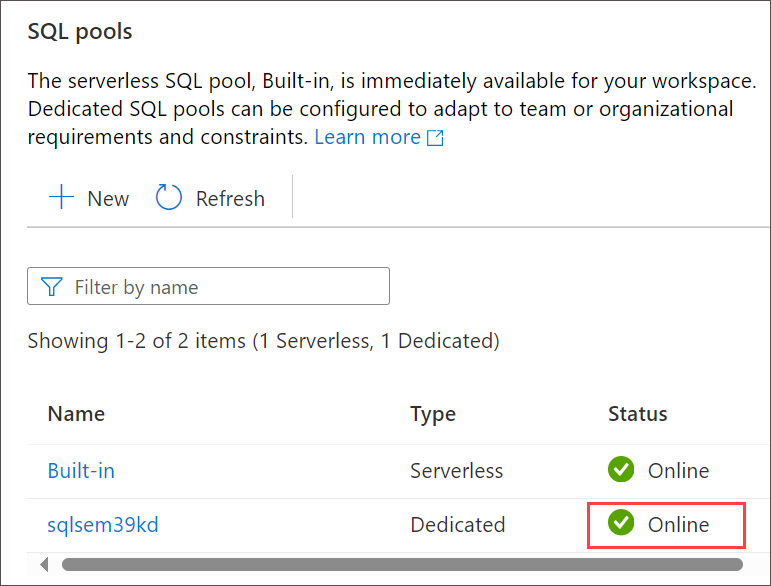 SQL pools
The serverless SQL pool, Built-in, is immediately available for your workspace.
Dedicated SQL pools can be configured to adapt to team or organizational
requirements and constraints. Learn more
New Refresh
Filter by name
Showing 1-2 of 2 items (1 Serverless, 1 Dedicated)
Name Type Status
Built-in Serverless Online
sqlsem39kd Dedicated Online